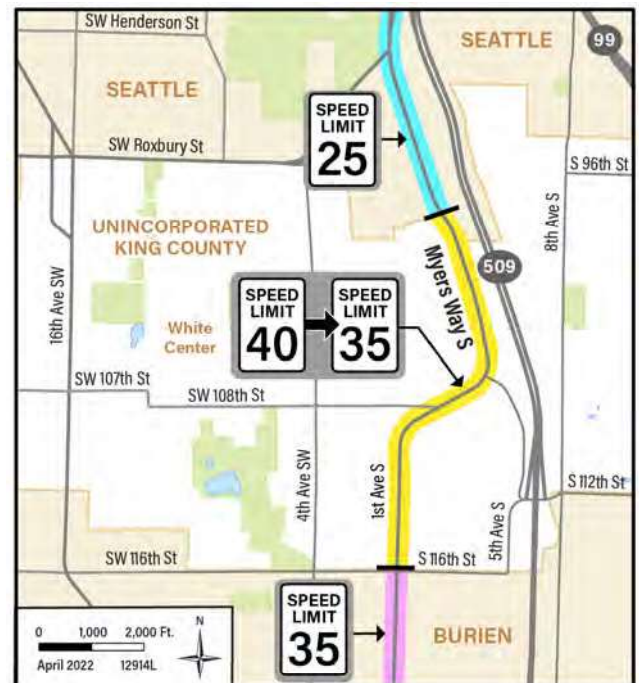 SW Henderson St
SEATTLE
99
SEATTLE
SPEED
LIMIT
25
SW Roxbury St
S 96th St
8th Ave S
UNINCORPORATED
KING COUNTY
Myers Way S
509
16th Ave SW
White
Center
SPEED
LIMIT
40
SPEED
LIMIT
35
SW 107th St
SW 108th St
4th Ave SW
1st Ave S
5th Ave S
S 112th St
SW 116th St
S 116th St
SPEED
LIMIT
35
BURIEN
0 1,000 2,000 Ft.
N
April 2022 12914L